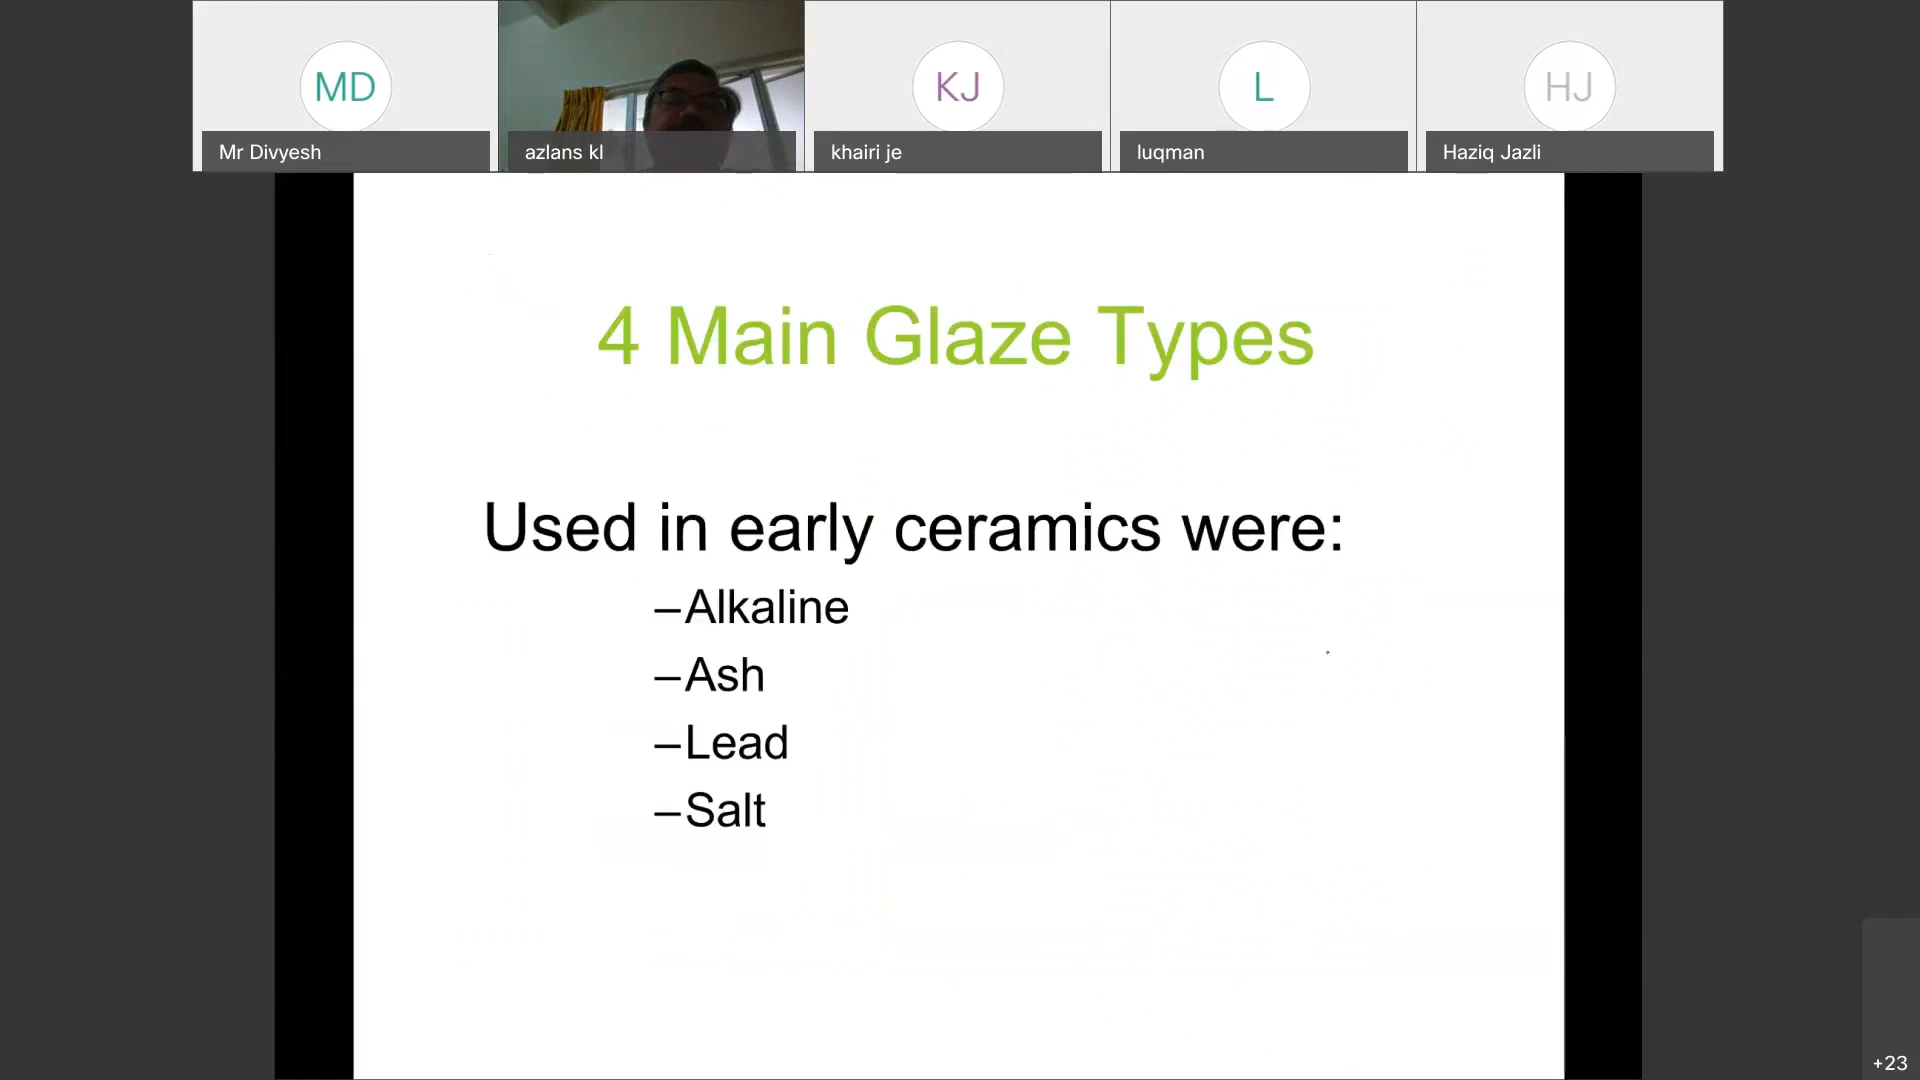 MD
KJ
L
HJ
Mr Divyesh
azlans kl
khairi je
luqman
Haziq Jazli
4 Main Glaze Types
Used in early ceramics were:
–Alkaline
–Ash
–Lead
–Salt
+23